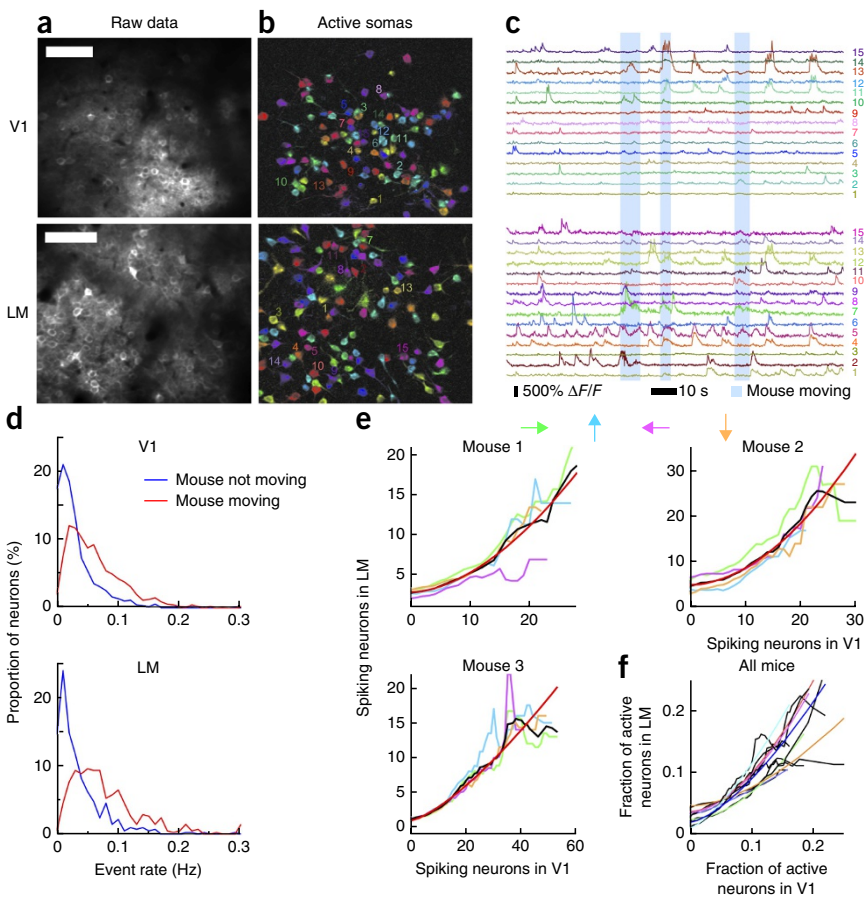 a Raw data
b Active somas
c
V1
8
5 3
7 14
12
11
4 6
2
9
10 13
1
15
14
13
12
11
10
9
8
7
6
5
4
3
2
1
LM
7
11
8
13
3 1
4 5 15
14 10
15
14
13
12
11
10
9
8
7
6
5
4
3
2
1
500% ΔF/F 10 s Mouse moving
d
V1
Mouse not moving
Mouse moving
20
10
0
0 0.1 0.2 0.3
LM
20
10
0
0 0.1 0.2 0.3
Proportion of neurons (%)
Event rate (Hz)
e
Mouse 1
20
15
10
5
0 10 20
Mouse 2
30
20
10
0
0 10 20 30
Spiking neurons in V1
Mouse 3
20
15
10
5
0
0 20 40 60
Spiking neurons in LM
Spiking neurons in V1
f
All mice
0.2
0.1
0
0 0.1 0.2
Fraction of active
neurons in LM
Fraction of active
neurons in V1